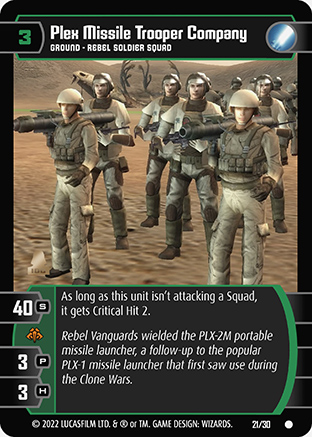 3 Plex Missile Trooper Company
GROUND - REBEL SOLDIER SQUAD
40 S As long as this unit isn't attacking a Squad,
it gets Critical Hit 2.
Rebel Vanguards wielded the PLX-2M portable
3 P missile launcher, a follow-up to the popular
PLX-1 missile launcher that first saw use during
3 H the Clone Wars.
© 2022 LUCASFILM LTD. & ® or TM. GAME DESIGN: WIZARDS. 21/30